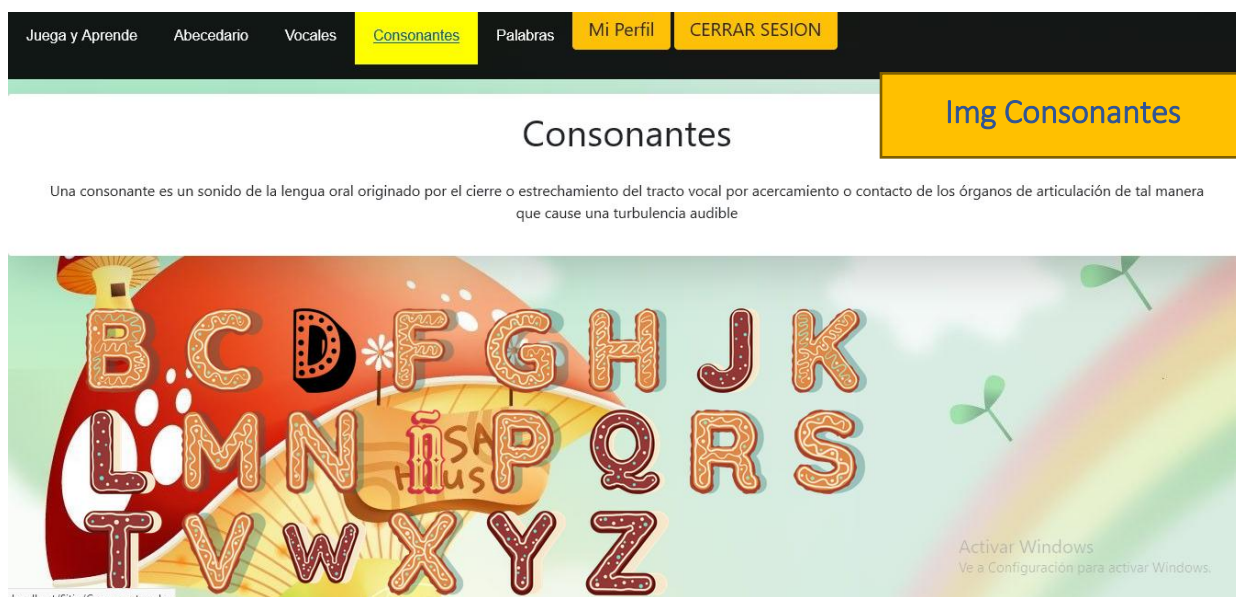 Juega y Aprende Abecedario Vocales Consonantes Palabras Mi Perfil CERRAR SESION
Img Consonantes
Consonantes
Una consonante es un sonido de la lengua oral originado por el cierre o estrechamiento del tracto vocal por acercamiento o contacto de los órganos de articulación de tal manera
que cause una turbulencia audible
B C D F G H J K
L M N ñ P Q R S
T V W X Y Z
Activar Windows
Ve a Configuración para activar Windows.